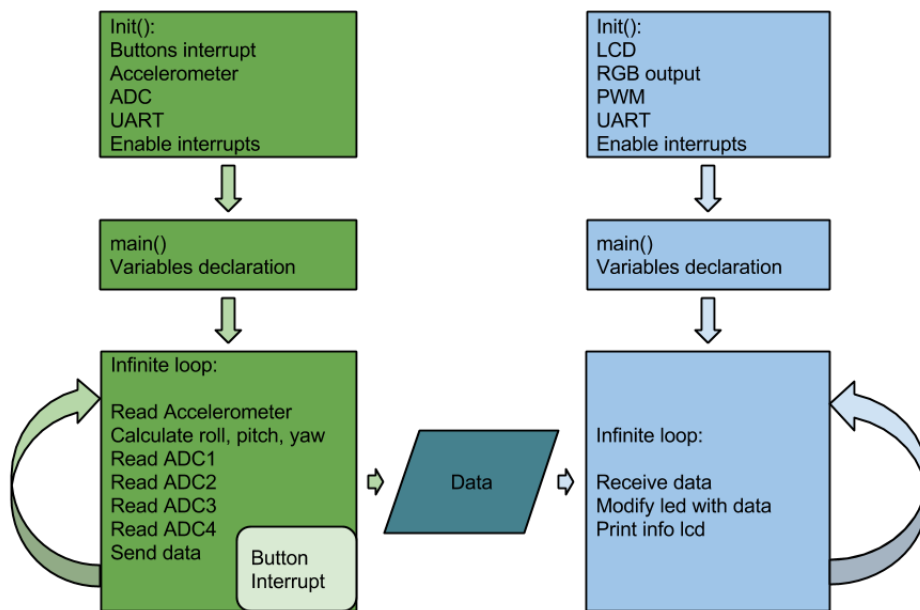 Init():
Buttons interrupt
Accelerometer
ADC
UART
Enable interrupts
main()
Variables declaration
Infinite loop:
Read Accelerometer
Calculate roll, pitch, yaw
Read ADC1
Read ADC2
Read ADC3
Read ADC4
Send data
Button
Interrupt
Data
Init():
LCD
RGB output
PWM
UART
Enable interrupts
main()
Variables declaration
Infinite loop:
Receive data
Modify led with data
Print info lcd